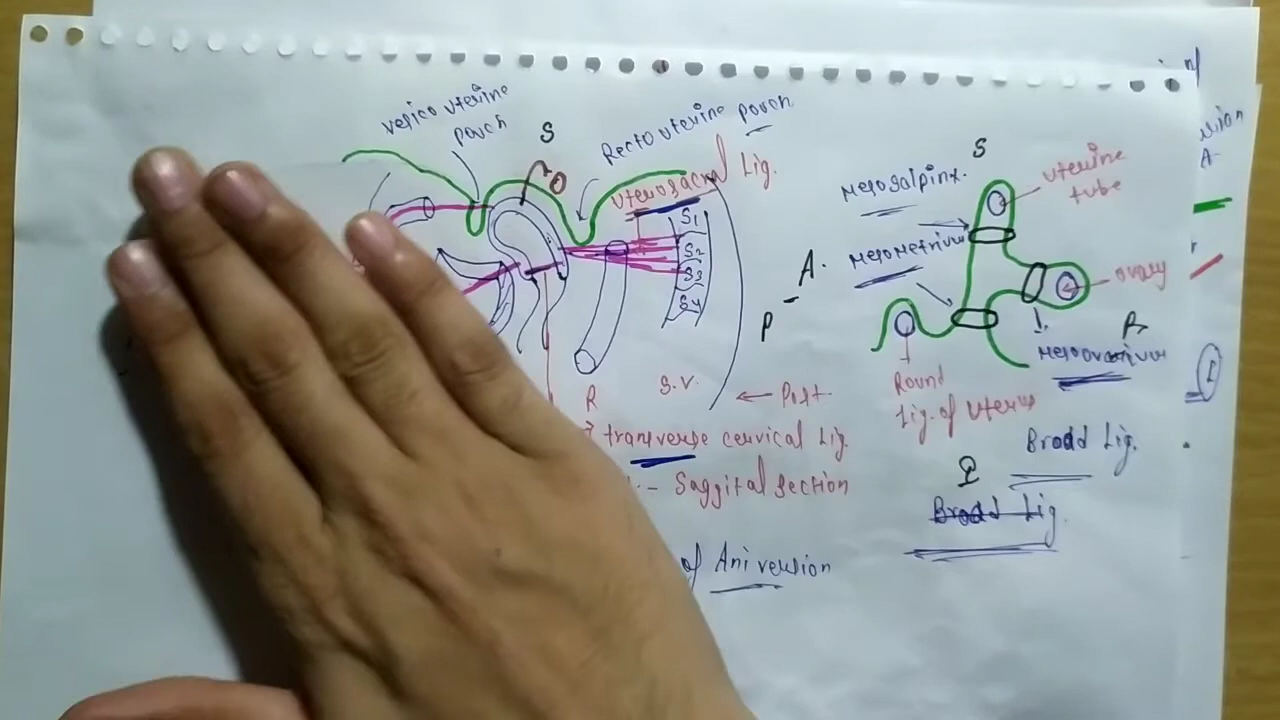 Vesico uterine
pouch
S
Recto uterine pouch
Uterosacral Lig.
S1
S2
S3
S4
S.V.
← Post.
R
transverse cervical Lig.
:- Saggital section
of Ani version
S
Mesosalpinx.
uterine
tube
Mesometrium
A.
P
ovary
Mesovarium
Round
Lig. of Uterus
Broad Lig.
I
Broad Lig.
A-
I